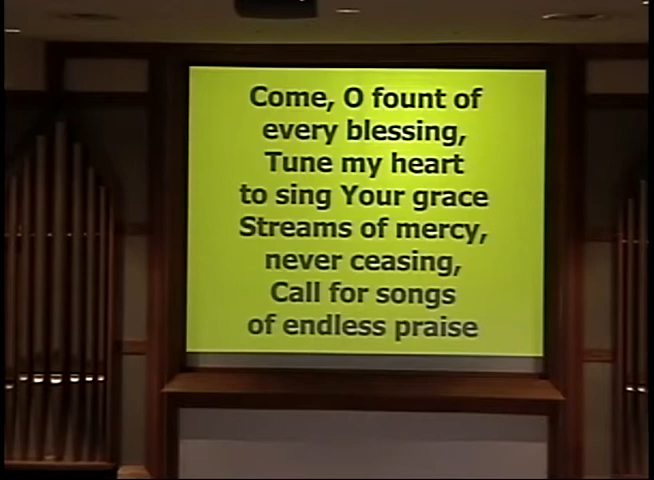 Come, O fount of
every blessing,
Tune my heart
to sing Your grace
Streams of mercy,
never ceasing,
Call for songs
of endless praise